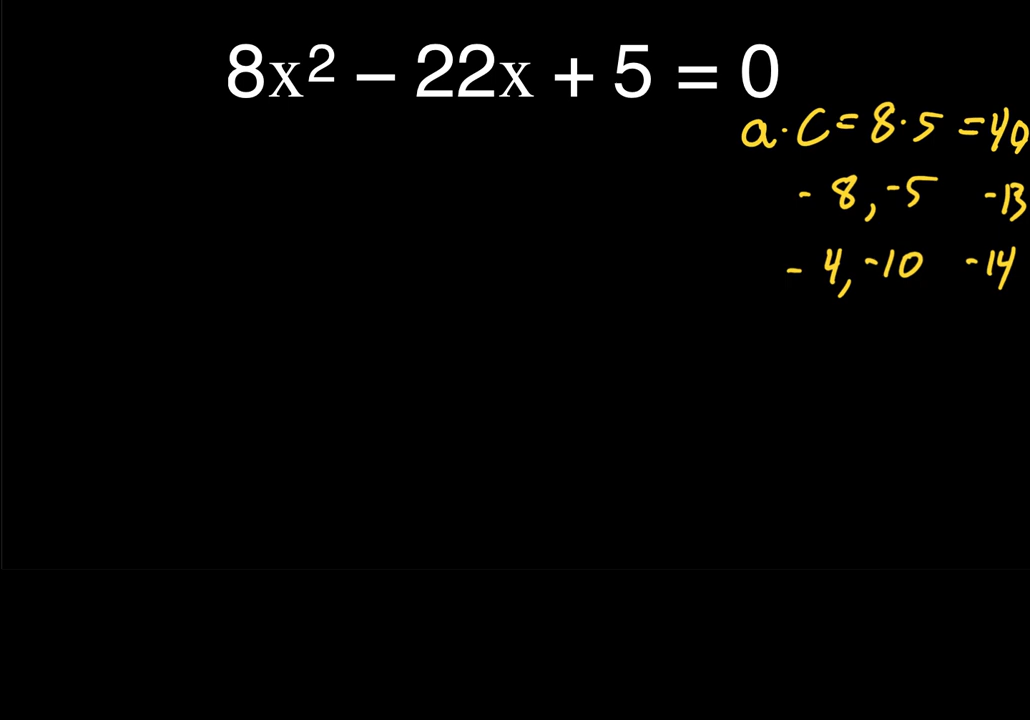 8x² – 22x + 5 = 0
a · c = 8 · 5 = 40
- 8, -5 -13
- 4, -10 -14